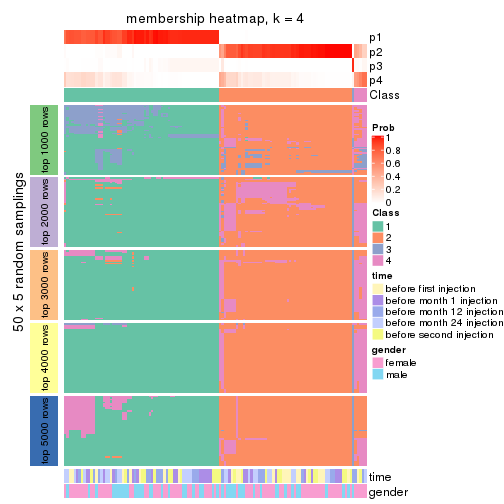 membership heatmap, k = 4
p1
p2
p3
p4
Class
50 x 5 random samplings
top 1000 rows
top 2000 rows
top 3000 rows
top 4000 rows
top 5000 rows
time
gender
Prob
1
0.8
0.6
0.4
0.2
0
Class
1
2
3
4
time
before first injection
before month 1 injection
before month 12 injection
before month 24 injection
before second injection
gender
female
male